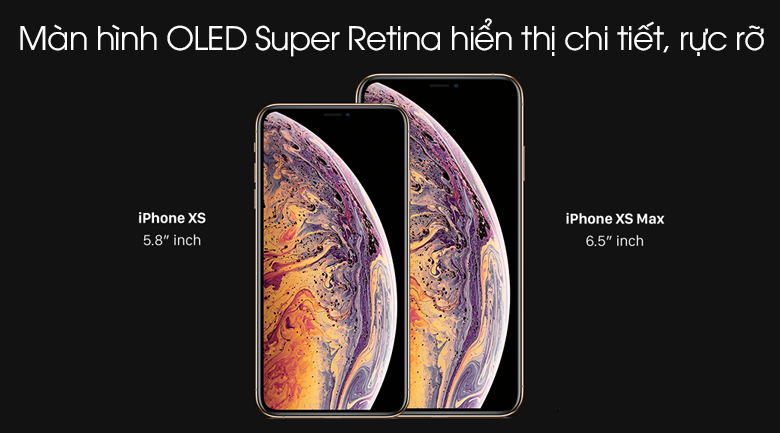 Màn hình OLED Super Retina hiển thị chi tiết, rực rỡ
iPhone XS
5.8" inch
iPhone XS Max
6.5" inch